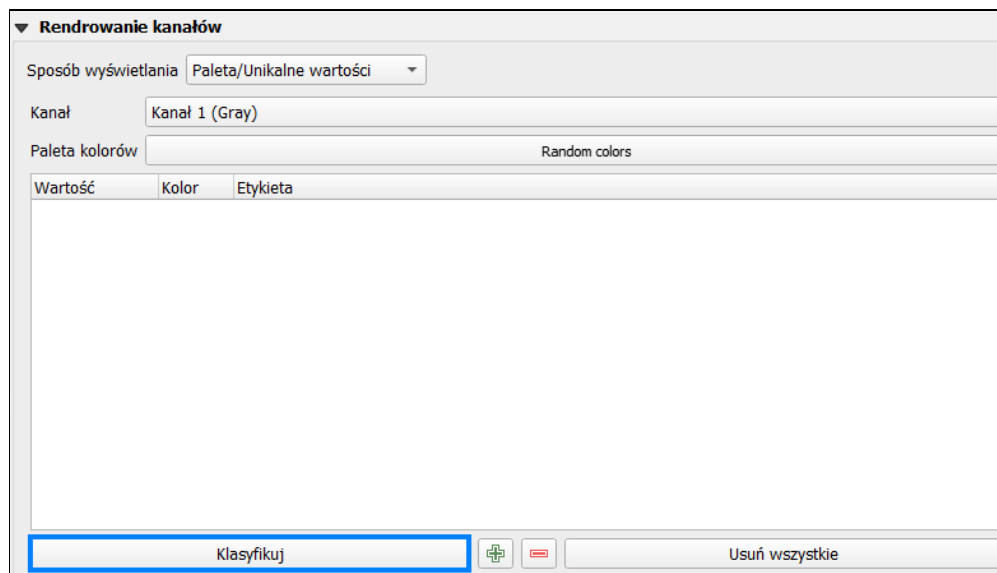 Rendrowanie kanałów
Sposób wyświetlania Paleta/Unikalne wartości
Kanał Kanał 1 (Gray)
Paleta kolorów Random colors
Wartość Kolor Etykieta
Klasyfikuj Usuń wszystkie